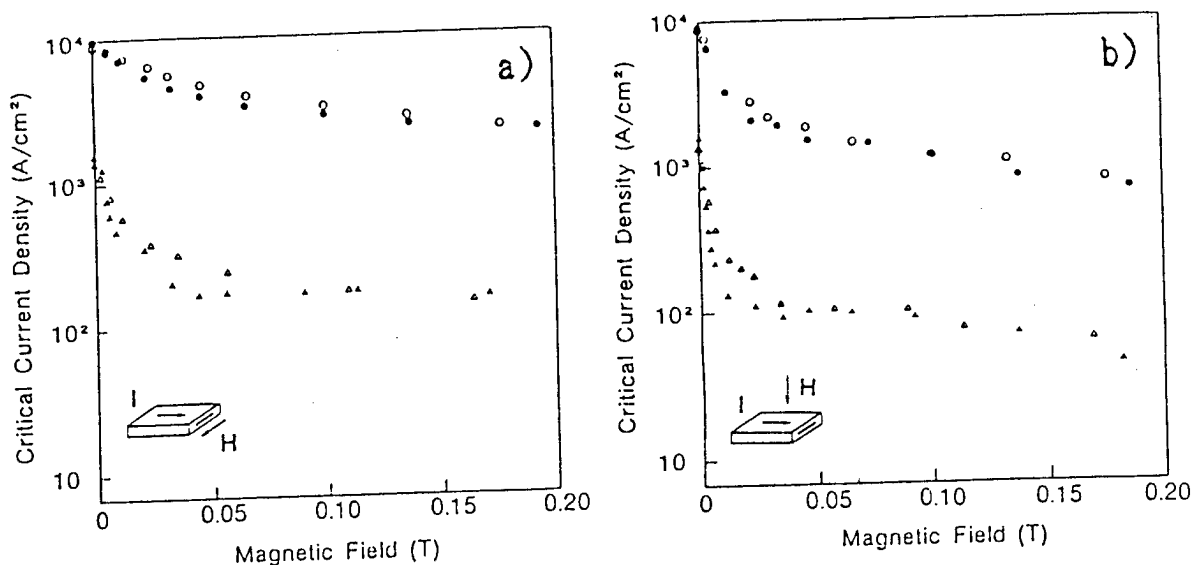 a)
Critical Current Density (A/cm²)
10⁴
10³
10²
10
I
H
0
0.05
0.10
0.15
0.20
Magnetic Field (T)
b)
Critical Current Density (A/cm²)
10⁴
10³
10²
10
I
H
0
0.05
0.10
0.15
0.20
Magnetic Field (T)